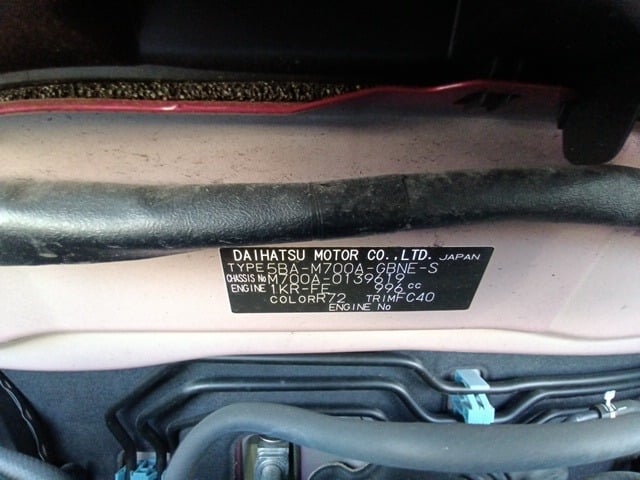 DAIHATSU MOTOR CO.,LTD. JAPAN
TYPE 5BA-M700A-GBNE-S
CHASSIS No M700A-0139619
ENGINE 1KR-FE 996 cc
COLOR R72 TRIM FC40
ENGINE No